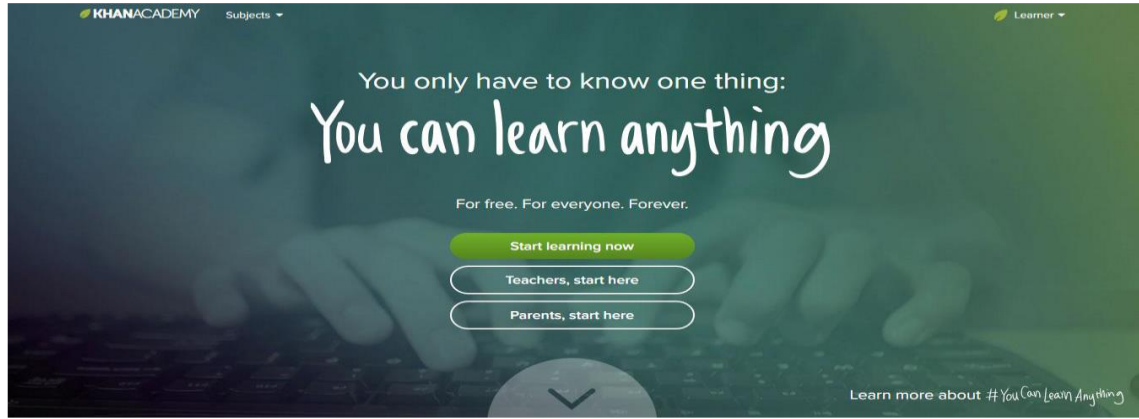 KHANACADEMY Subjects Learner
You only have to know one thing:
You can learn anything
For free. For everyone. Forever.
Start learning now
Teachers, start here
Parents, start here
Learn more about #YouCanLearnAnything